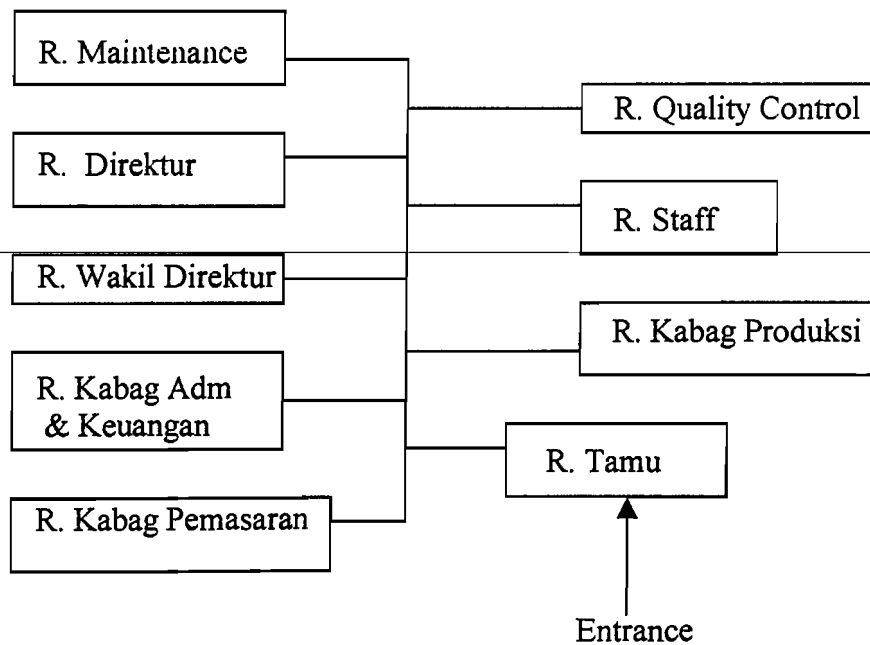 R. Maintenance
R. Direktur
R. Wakil Direktur
R. Kabag Adm
& Keuangan
R. Kabag Pemasaran
R. Quality Control
R. Staff
R. Kabag Produksi
R. Tamu
Entrance